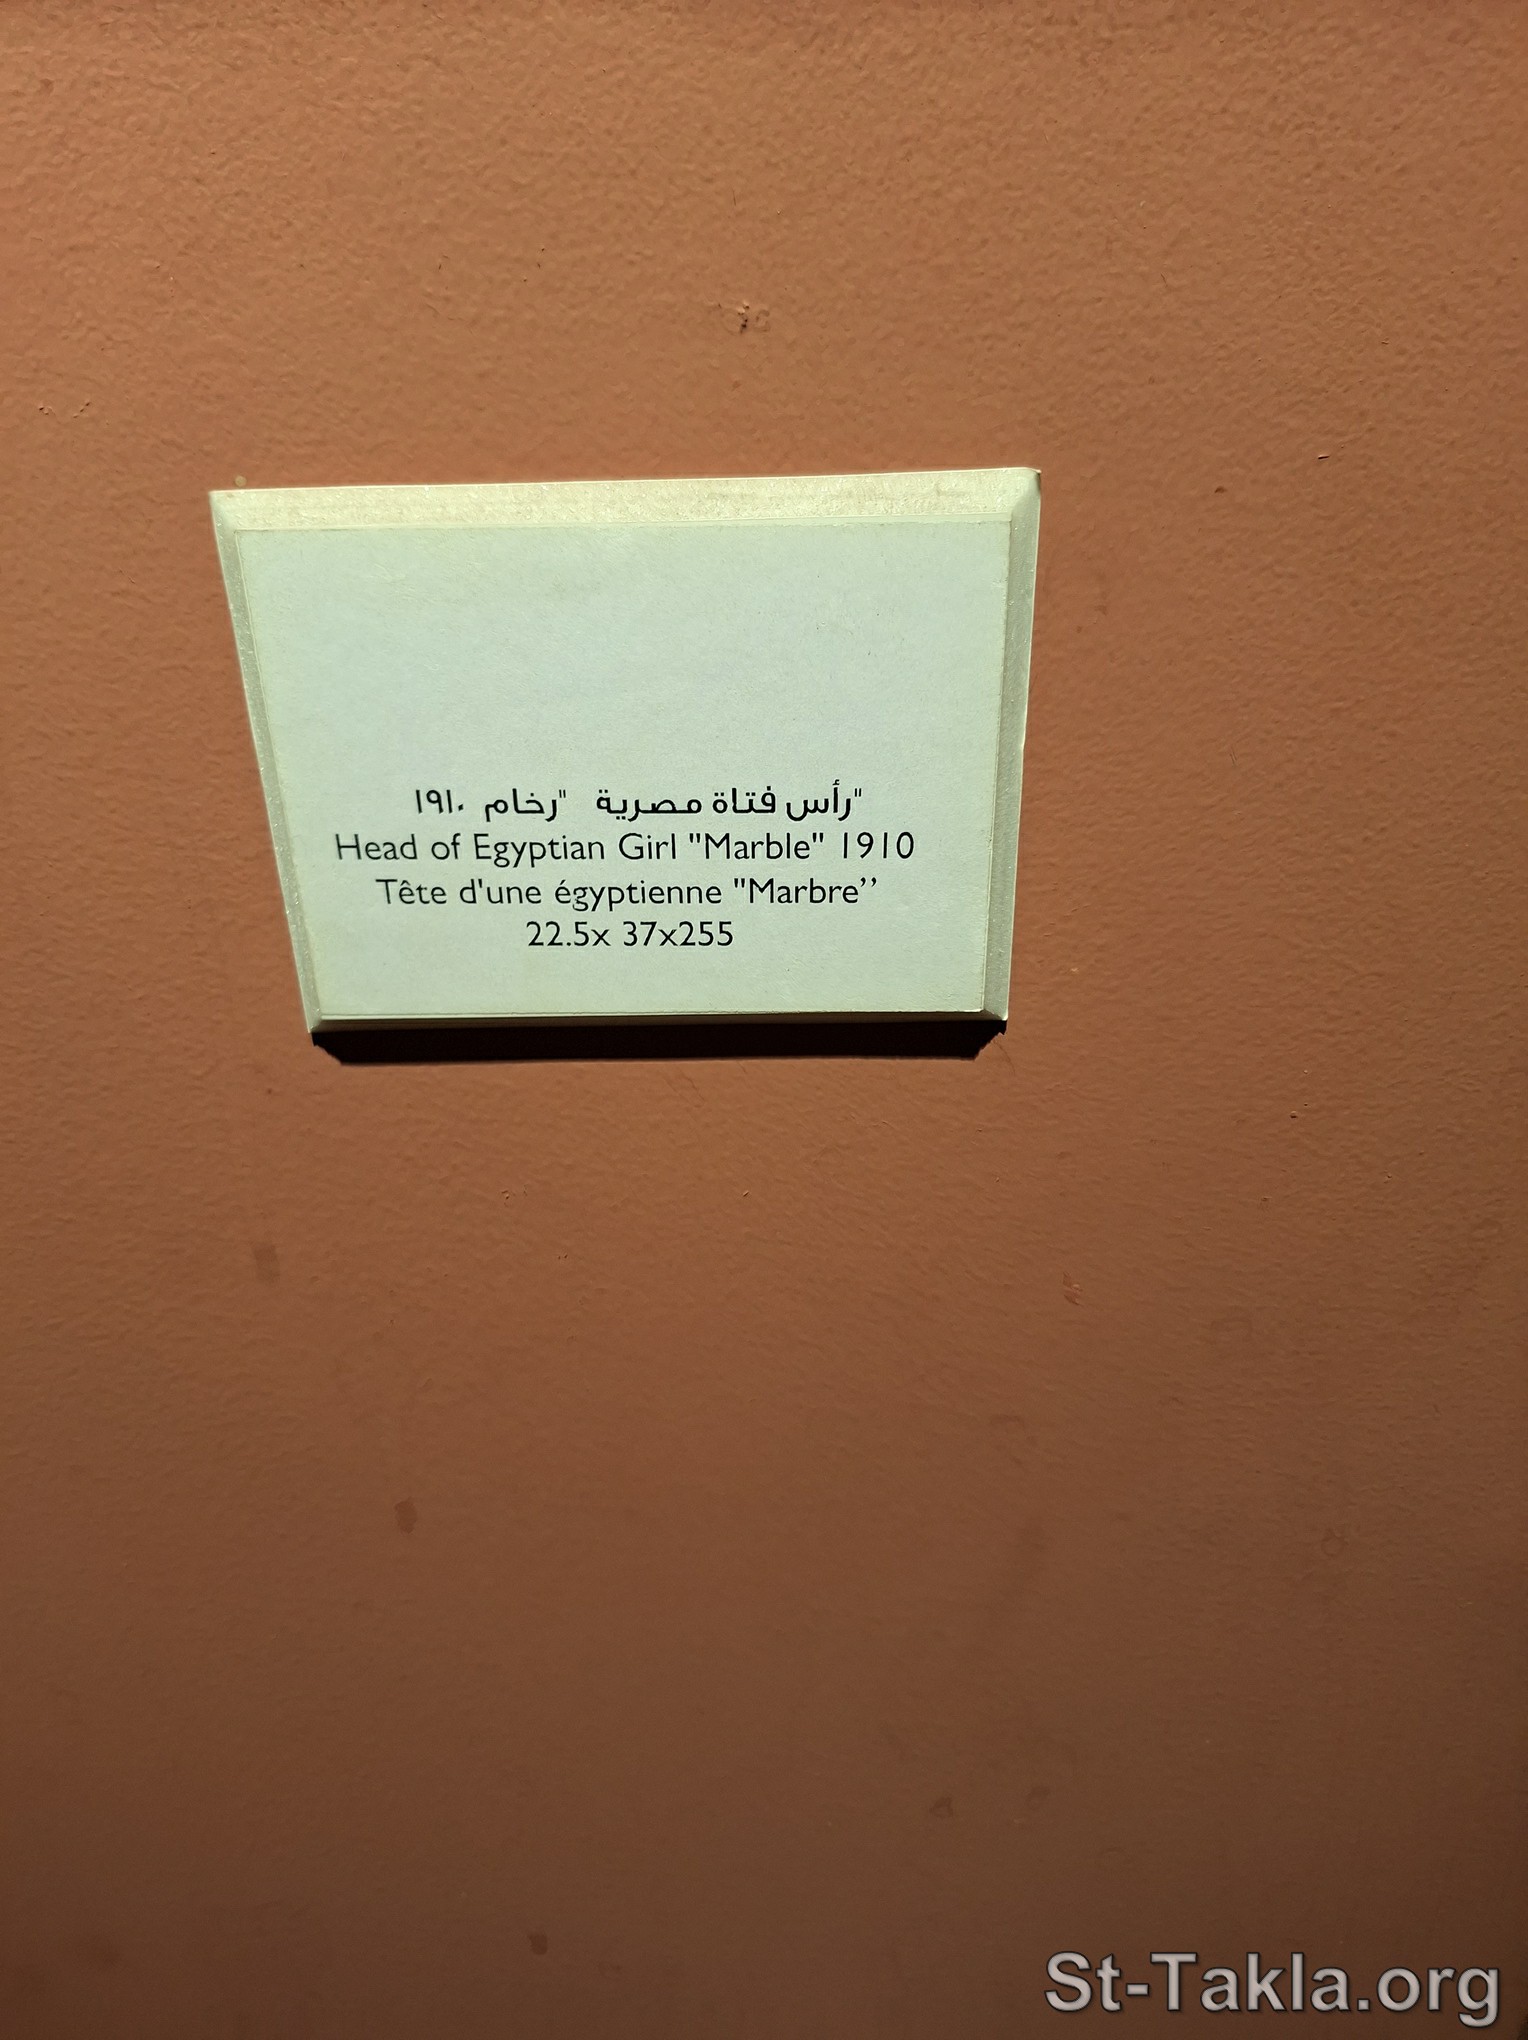 "رأس فتاة مصرية "رخام ١٩١٠
Head of Egyptian Girl "Marble" 1910
Tête d'une égyptienne "Marbre’’
22.5x 37x255
St-Takla.org